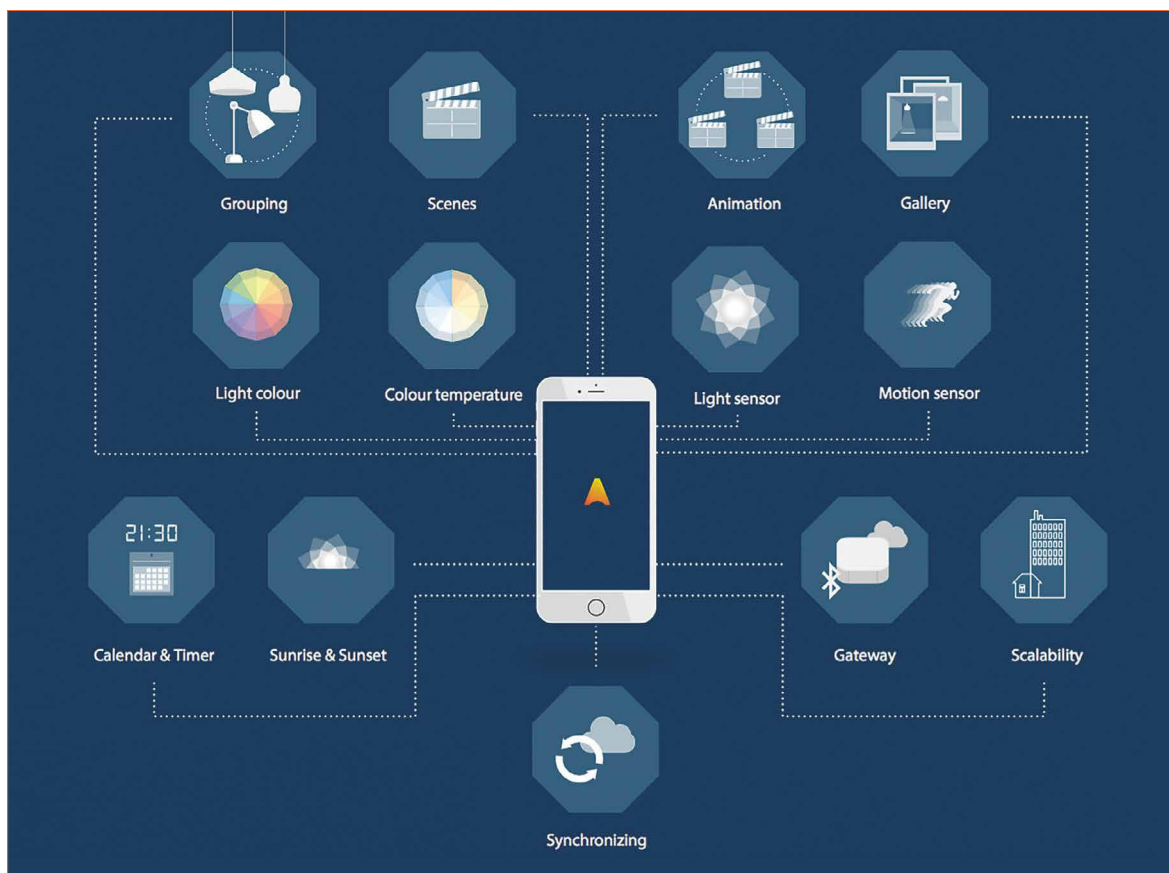 Grouping
Scenes
Animation
Gallery
Light colour
Colour temperature
Light sensor
Motion sensor
21:30
Calendar & Timer
Sunrise & Sunset
Gateway
Scalability
Synchronizing